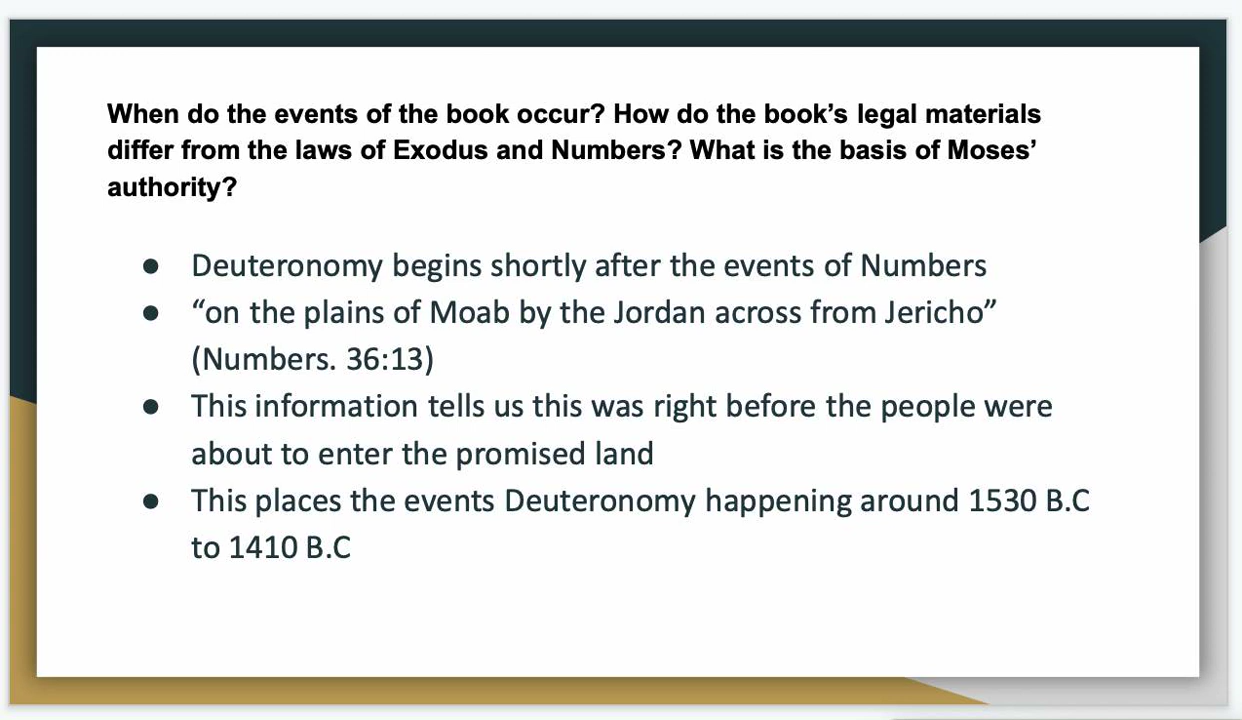 When do the events of the book occur? How do the book’s legal materials
differ from the laws of Exodus and Numbers? What is the basis of Moses’
authority?
● Deuteronomy begins shortly after the events of Numbers
● “on the plains of Moab by the Jordan across from Jericho”
(Numbers. 36:13)
● This information tells us this was right before the people were
about to enter the promised land
● This places the events Deuteronomy happening around 1530 B.C
to 1410 B.C